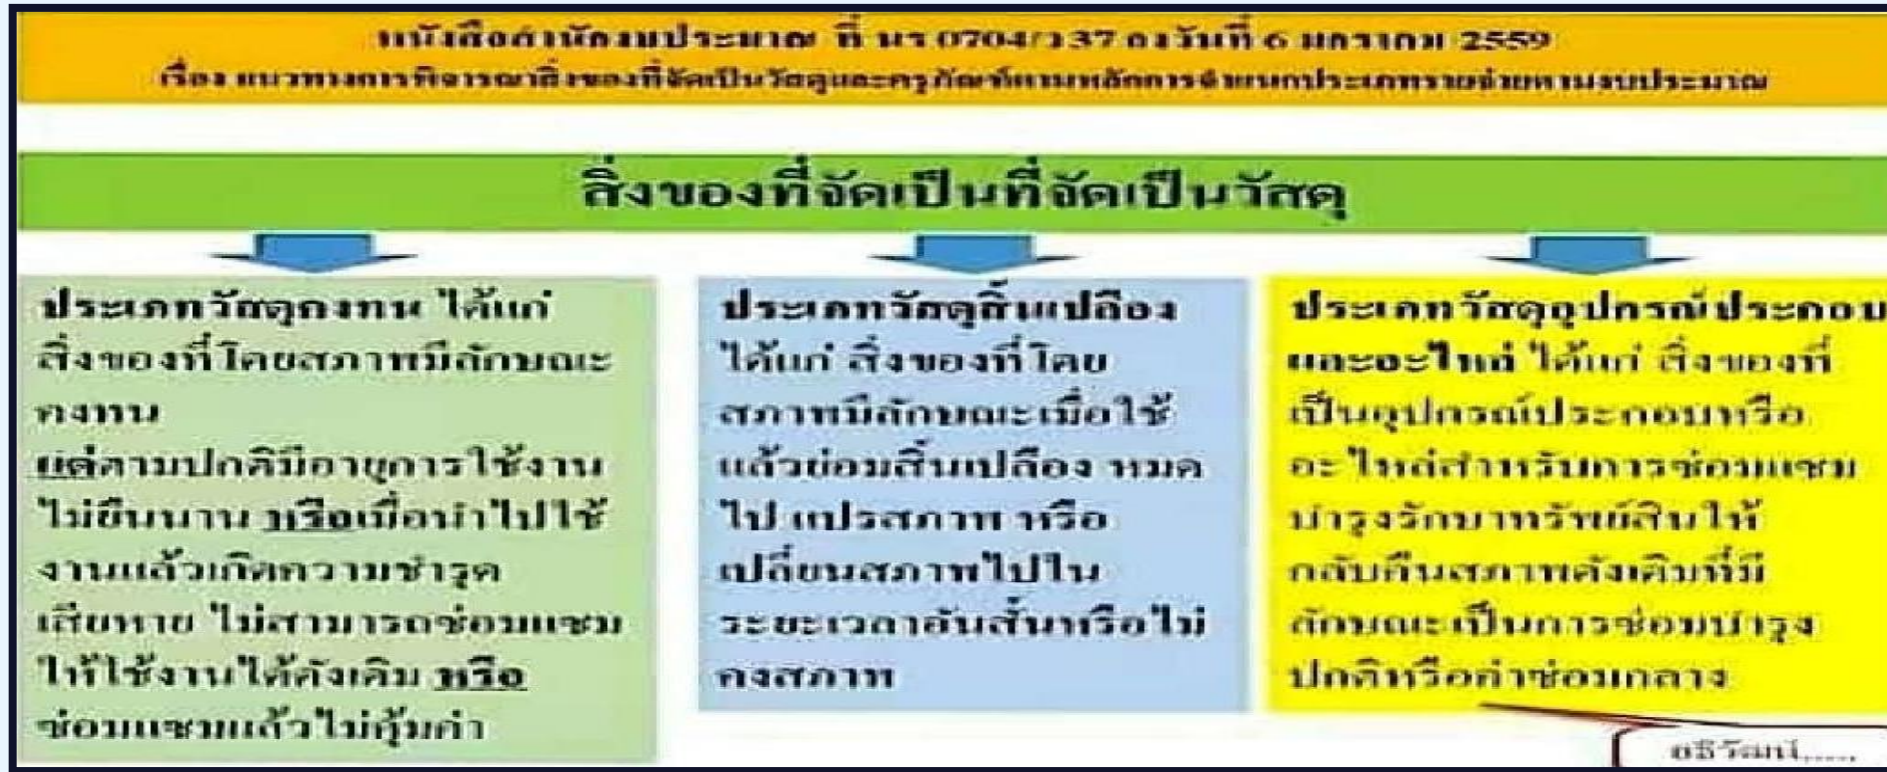 หนังสือสำนักงบประมาณ ที่ นร 0704/ว 37 ลงวันที่ 6 มกราคม 2559
เรื่อง แนวทางการพิจารณาสิ่งของที่จัดเป็นวัสดุและครุภัณฑ์ตามหลักการจำแนกประเภทรายจ่ายตามงบประมาณ
สิ่งของที่จัดเป็นที่จัดเป็นวัสดุ
ประเภทวัสดุคงทน ได้แก่
สิ่งของที่โดยสภาพมีลักษณะ
คงทน
แต่ตามปกติมีอายุการใช้งาน
ไม่ยืนนาน หรือเมื่อนำไปใช้
งานแล้วเกิดความชำรุด
เสียหาย ไม่สามารถซ่อมแซม
ให้ใช้งานได้ดังเดิม หรือ
ซ่อมแซมแล้วไม่คุ้มค่า
ประเภทวัสดุสิ้นเปลือง
ได้แก่ สิ่งของที่โดย
สภาพมีลักษณะเมื่อใช้
แล้วย่อมสิ้นเปลือง หมด
ไป แปรสภาพ หรือ
เปลี่ยนสภาพไปใน
ระยะเวลาอันสั้นหรือไม่
คงสภาพ
ประเภทวัสดุอุปกรณ์ประกอบ
และอะไหล่ ได้แก่ สิ่งของที่
เป็นอุปกรณ์ประกอบหรือ
อะไหล่สำหรับการซ่อมแซม
บำรุงรักษาทรัพย์สินให้
กลับคืนสภาพดังเดิมที่มี
ลักษณะเป็นการซ่อมบำรุง
ปกติหรือค่าซ่อมกลาง